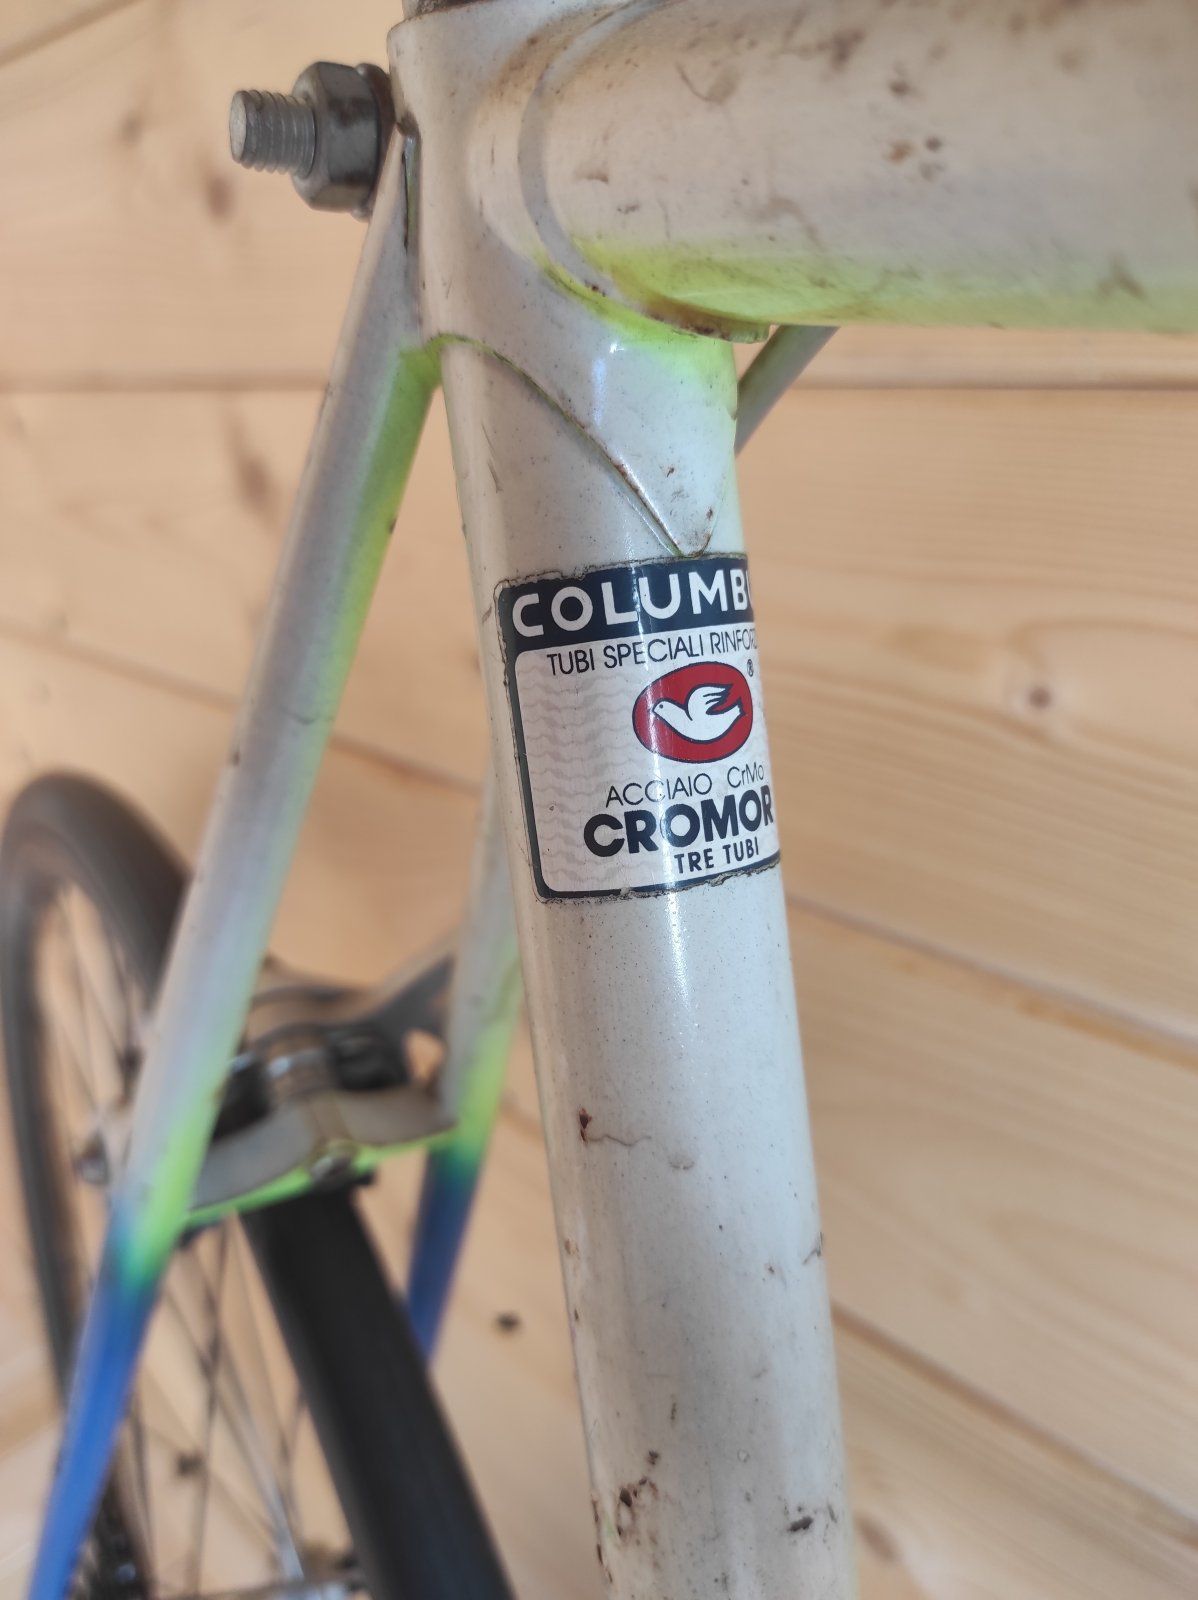 COLUMBU
TUBI SPECIALI RINFORZ
®
ACCIAIO CrMo
CROMOR
TRE TUBI